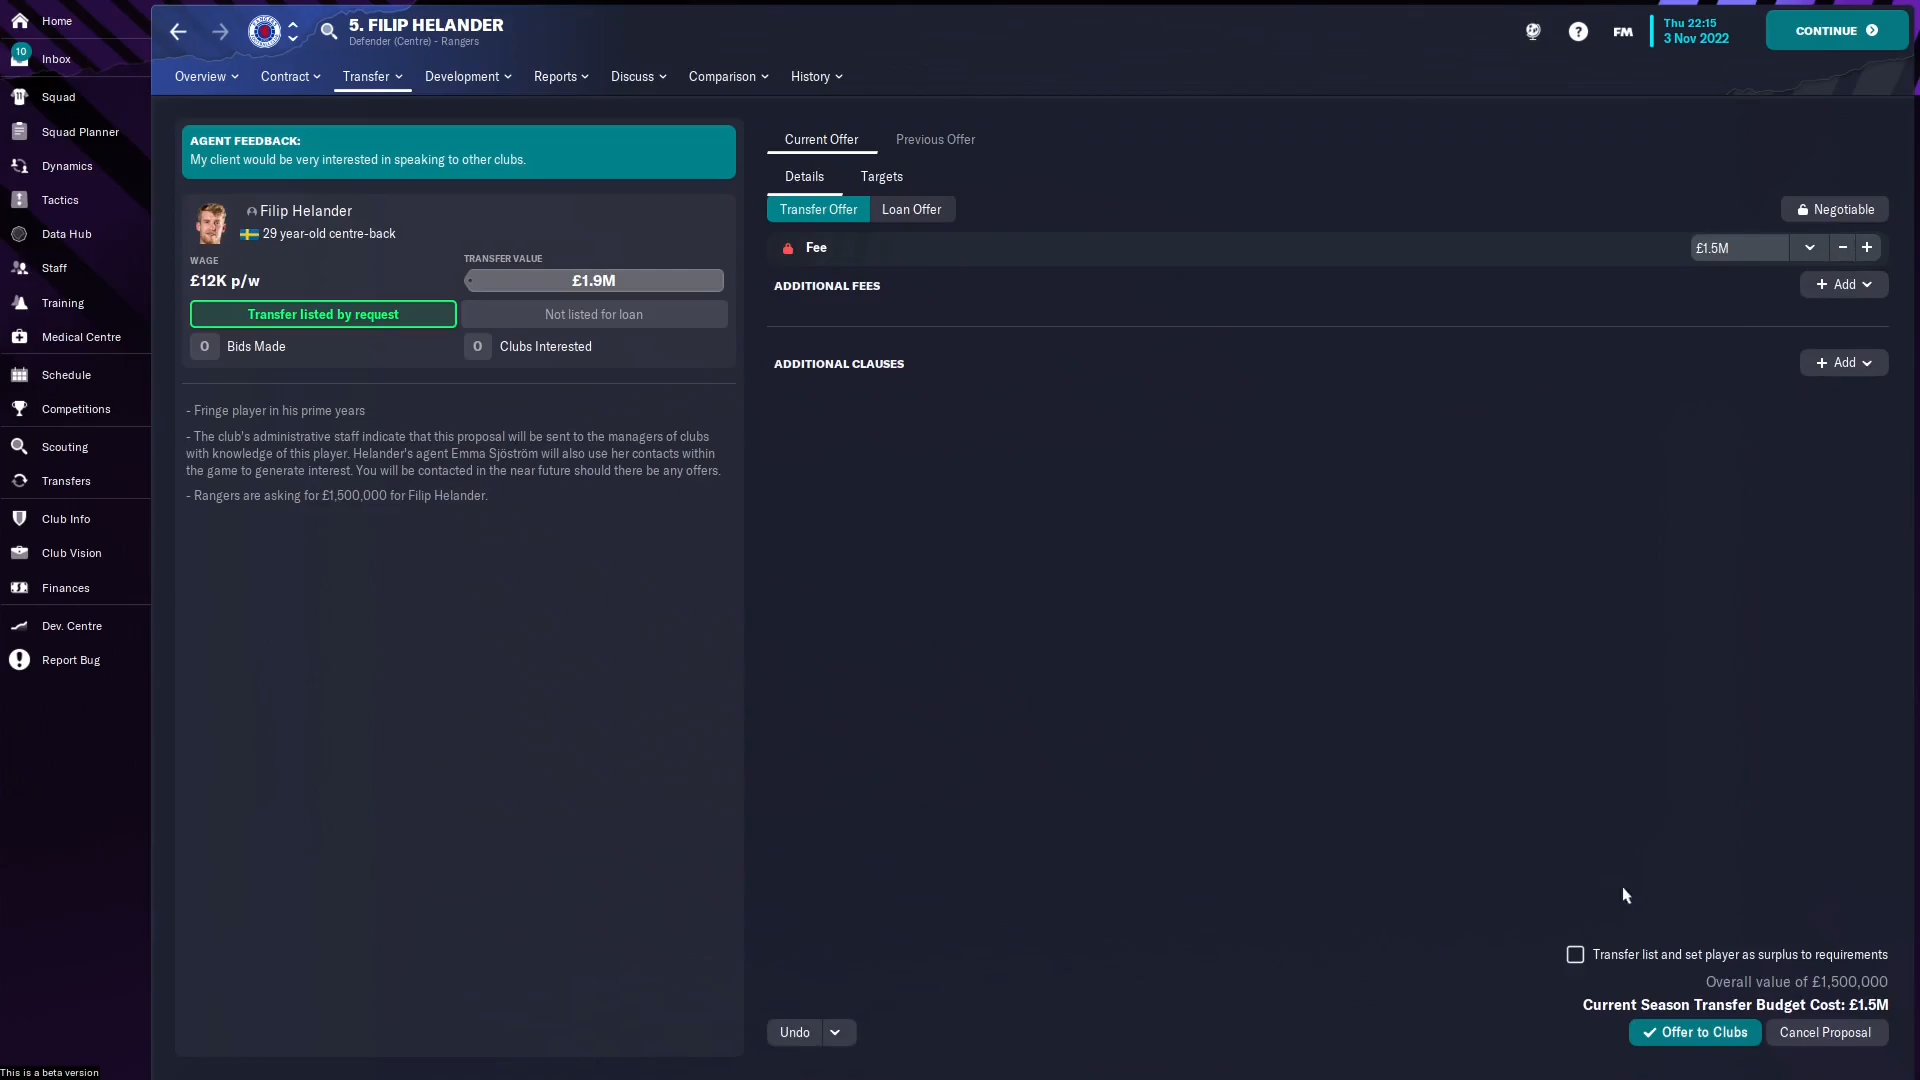 Home
10
Inbox
Squad
Squad Planner
Dynamics
Tactics
Data Hub
Staff
Training
Medical Centre
Schedule
Competitions
Scouting
Transfers
Club Info
Club Vision
Finances
Dev. Centre
Report Bug
This is a beta version
5. FILIP HELANDER
Defender (Centre) - Rangers
FM
Thu 22:15
3 Nov 2022
CONTINUE
Overview
Contract
Transfer
Development
Reports
Discuss
Comparison
History
AGENT FEEDBACK:
My client would be very interested in speaking to other clubs.
Filip Helander
29 year-old centre-back
WAGE
£12K p/w
TRANSFER VALUE
£1.9M
Transfer listed by request
Not listed for loan
0 Bids Made
0 Clubs Interested
- Fringe player in his prime years
- The club's administrative staff indicate that this proposal will be sent to the managers of clubs
with knowledge of this player. Helander's agent Emma Sjöström will also use her contacts within
the game to generate interest. You will be contacted in the near future should there be any offers.
- Rangers are asking for £1,500,000 for Filip Helander.
Current Offer
Previous Offer
Details
Targets
Transfer Offer
Loan Offer
Negotiable
Fee
£1.5M
ADDITIONAL FEES
+ Add
ADDITIONAL CLAUSES
+ Add
Transfer list and set player as surplus to requirements
Overall value of £1,500,000
Current Season Transfer Budget Cost: £1.5M
Undo
Offer to Clubs
Cancel Proposal